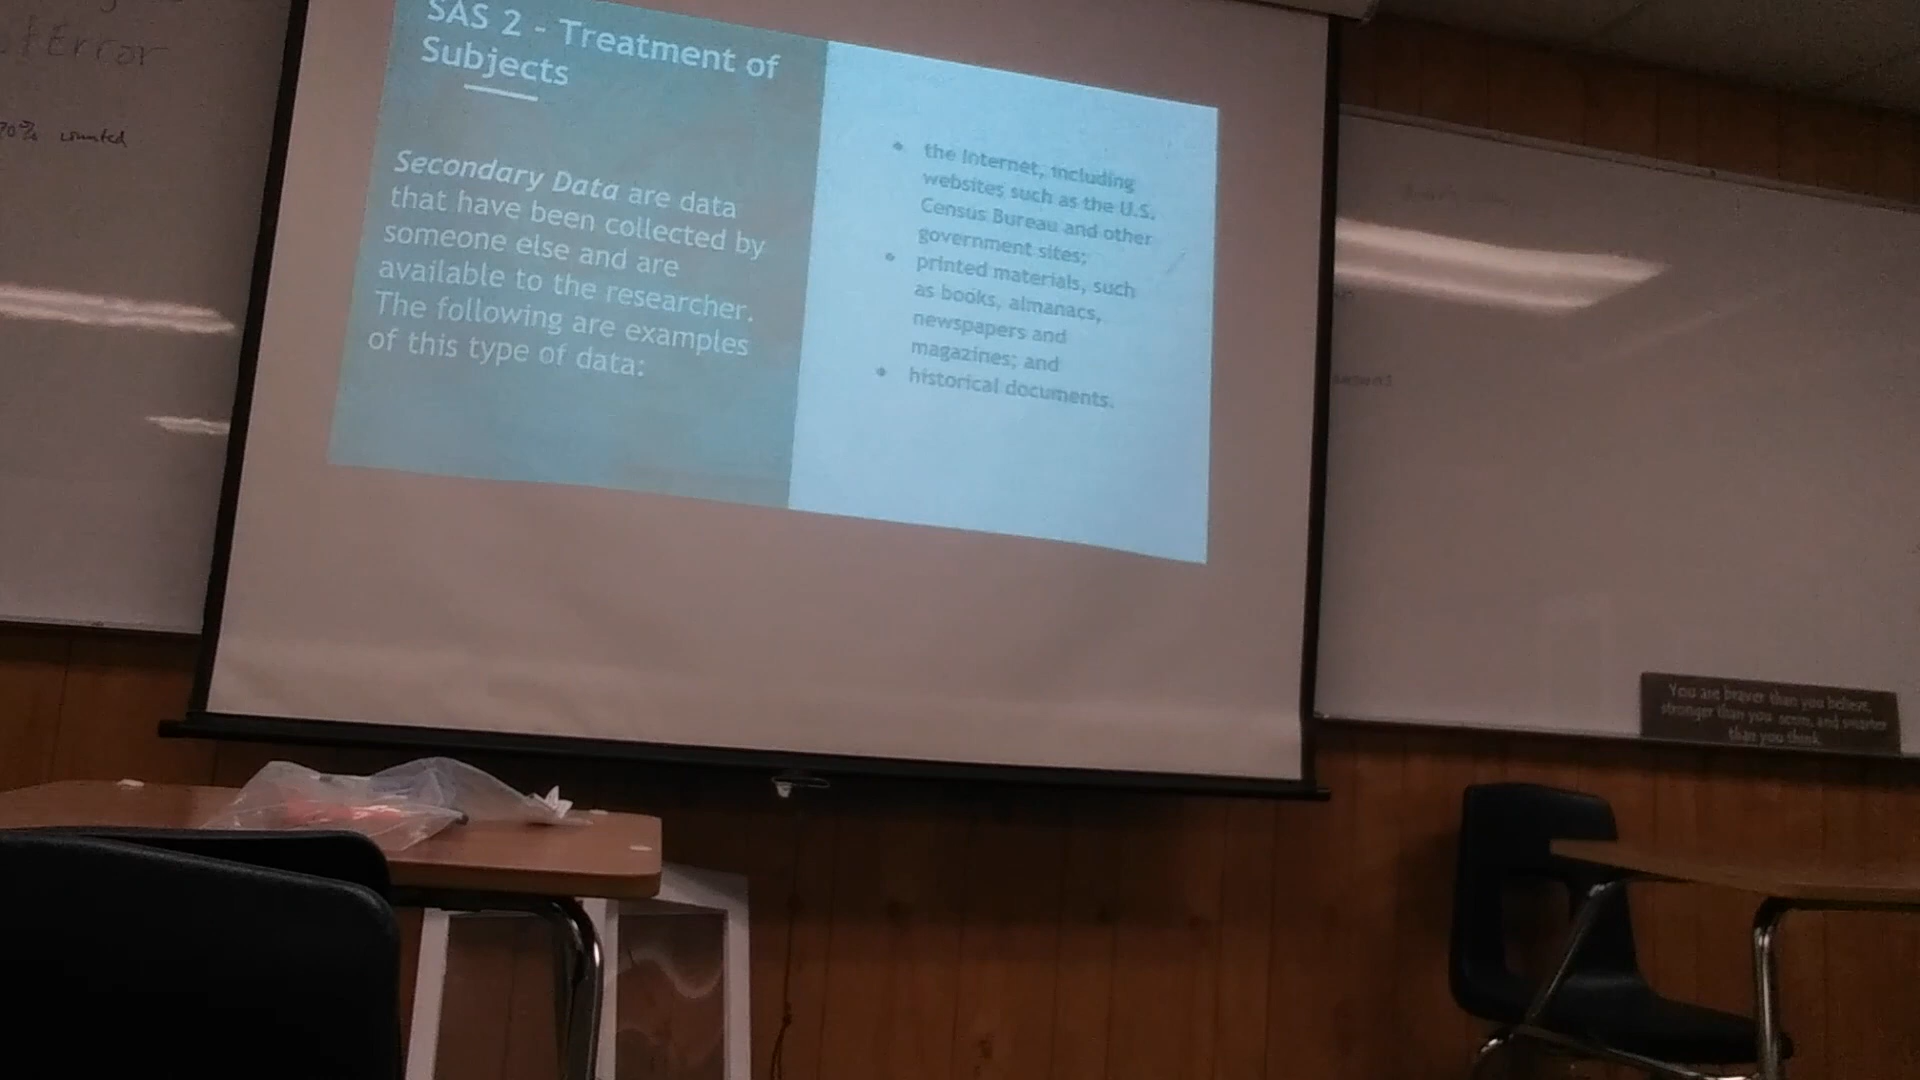 f Error
70% counted
SAS 2 - Treatment of
Subjects
Secondary Data are data
that have been collected by
someone else and are
available to the researcher.
The following are examples
of this type of data:
• the Internet, including
websites such as the U.S.
Census Bureau and other
government sites;
• printed materials, such
as books, almanacs,
newspapers and
magazines; and
• historical documents.
You are braver than you believe,
stronger than you seem, and smarter
than you think.